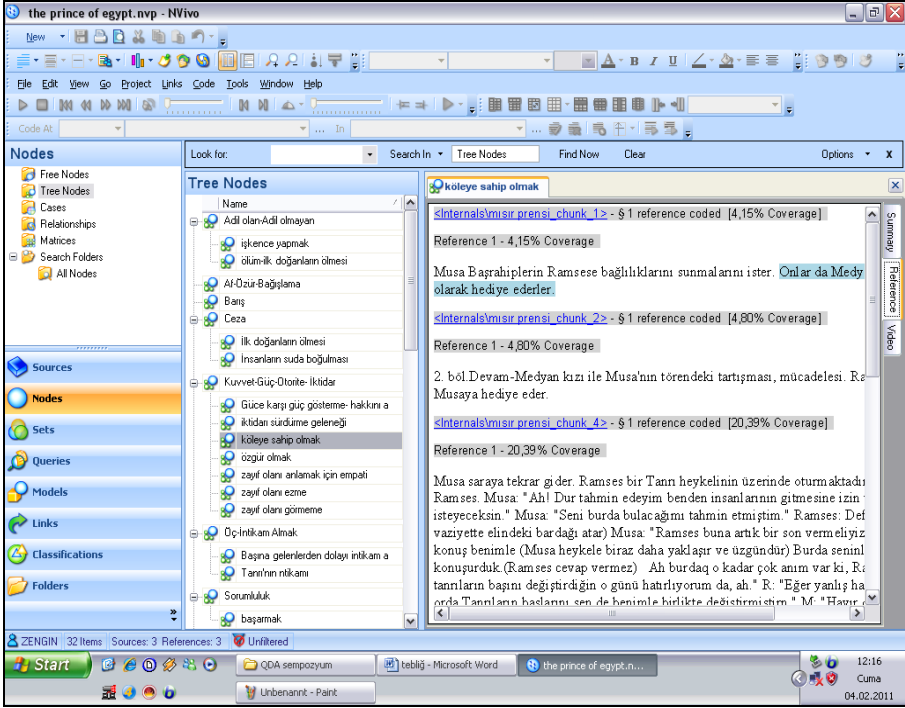 the prince of egypt.nvp - NVivo
New
A B I U
File Edit View Go Project Links Code Tools Window Help
Code At In
Nodes
Free Nodes
Tree Nodes
Cases
Relationships
Matrices
Search Folders
All Nodes
Sources
Nodes
Sets
Queries
Models
Links
Classifications
Folders
Look for: Search In Tree Nodes Find Now Clear Options x
Tree Nodes
Name
Adil olan-Adil olmayan
işkence yapmak
ölüm-ilk doğanların ölmesi
Af-Özür-Bağışlama
Barış
Ceza
İlk doğanların ölmesi
İnsanların suda boğulması
Kuvvet-Güç-Otorite- İktidar
Güce karşı güç gösterme- hakkını a
iktidarı sürdürme geleneği
köleye sahip olmak
özgür olmak
zayıf olanı anlamak için empati
zayıf olanı ezme
zayıf olanı görmeme
Öç-İntikam Almak
Başına gelenlerden dolayı intikam a
Tanrı'nın ntikamı
Sorumluluk
başarmak
köleye sahip olmak
<Internals\mısır prensi_chunk_1> - § 1 reference coded [4,15% Coverage]
Reference 1 - 4,15% Coverage
Musa Başrahiplerin Ramsese bağlılıklarını sunmalarını ister. Onlar da Medy
olarak hediye ederler.
<Internals\mısır prensi_chunk_2> - § 1 reference coded [4,80% Coverage]
Reference 1 - 4,80% Coverage
2. böl.Devam-Medyan kızı ile Musa'nın törendeki tartışması, mücadelesi. Ra
Musaya hediye eder.
<Internals\mısır prensi_chunk_4> - § 1 reference coded [20,39% Coverage]
Reference 1 - 20,39% Coverage
Musa saraya tekrar gider. Ramses bir Tanrı heykelinin üzerinde oturmaktadır
Ramses. Musa: "Ah! Dur tahmin edeyim benden insanlarının gitmesine izin
isteyeceksin." Musa: "Seni burda bulacağımı tahmin etmiştim." Ramses: Def
vaziyette elindeki bardağı atar) Musa: "Ramses buna artık bir son vermeliyiz
konuş benimle (Musa heykele biraz daha yaklaşır ve üzgündür) Burda seninl
konuşurduk.(Ramses cevap vermez) Ah burdaq o kadar çok anım var ki, Ra
tanrıların başını değiştirdiğin o günü hatırlıyorum da, ah." R: "Eğer yanlış ha
orda Tanrıların başlarını sen de benimle birlikte değiştirmiştin." M: "Hayır
Summary
Reference
Video
ZENGIN 32 Items Sources: 3 References: 3 Unfiltered
Start QDA sempozyum tebliğ - Microsoft Word the prince of egypt.n... 12:16
Unbenannt - Paint Cuma
04.02.2011